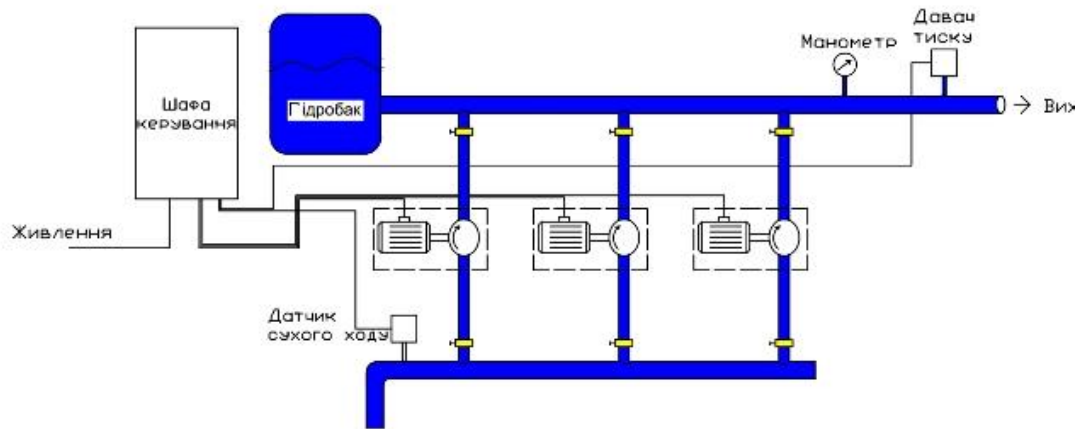 Давач
тиску
Манометр
Шафа
керування
Гідробак
Вих
Живлення
Датчик
сухого ходу